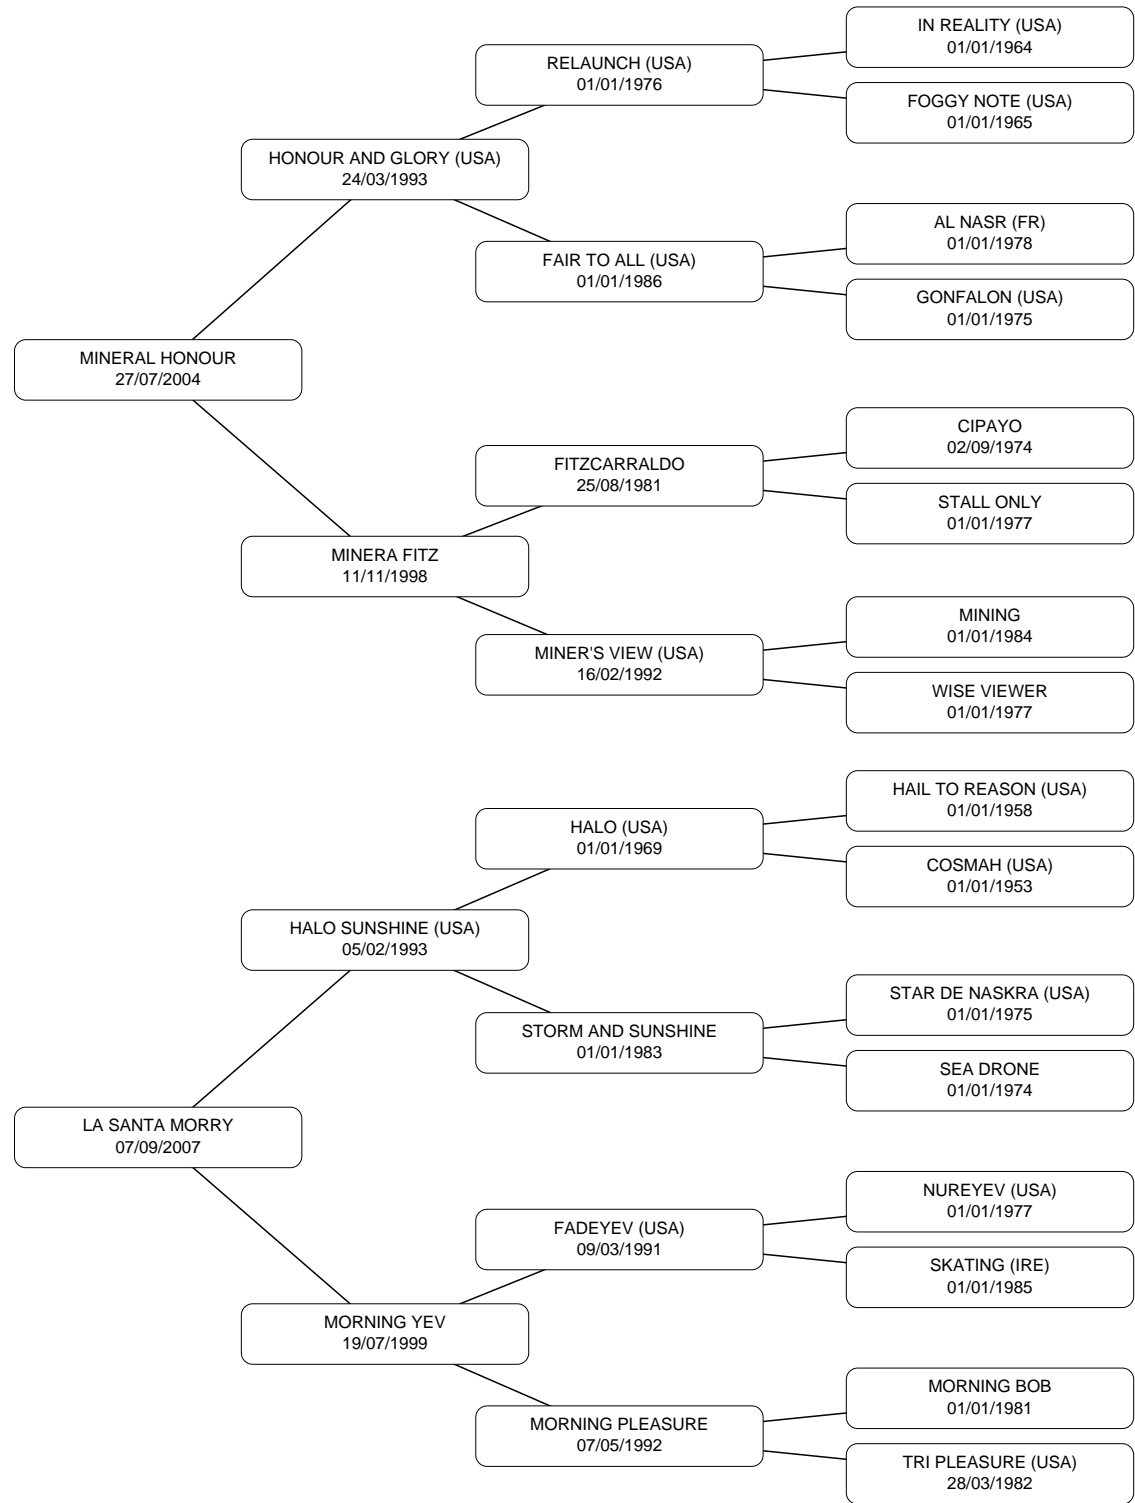 IN REALITY (USA)
01/01/1964
RELAUNCH (USA)
01/01/1976
FOGGY NOTE (USA)
01/01/1965
HONOUR AND GLORY (USA)
24/03/1993
AL NASR (FR)
01/01/1978
FAIR TO ALL (USA)
01/01/1986
GONFALON (USA)
01/01/1975
MINERAL HONOUR
27/07/2004
CIPAYO
02/09/1974
FITZCARRALDO
25/08/1981
STALL ONLY
01/01/1977
MINERA FITZ
11/11/1998
MINING
01/01/1984
MINER'S VIEW (USA)
16/02/1992
WISE VIEWER
01/01/1977
HAIL TO REASON (USA)
01/01/1958
HALO (USA)
01/01/1969
COSMAH (USA)
01/01/1953
HALO SUNSHINE (USA)
05/02/1993
STAR DE NASKRA (USA)
01/01/1975
STORM AND SUNSHINE
01/01/1983
SEA DRONE
01/01/1974
LA SANTA MORRY
07/09/2007
NUREYEV (USA)
01/01/1977
FADEYEV (USA)
09/03/1991
SKATING (IRE)
01/01/1985
MORNING YEV
19/07/1999
MORNING BOB
01/01/1981
MORNING PLEASURE
07/05/1992
TRI PLEASURE (USA)
28/03/1982